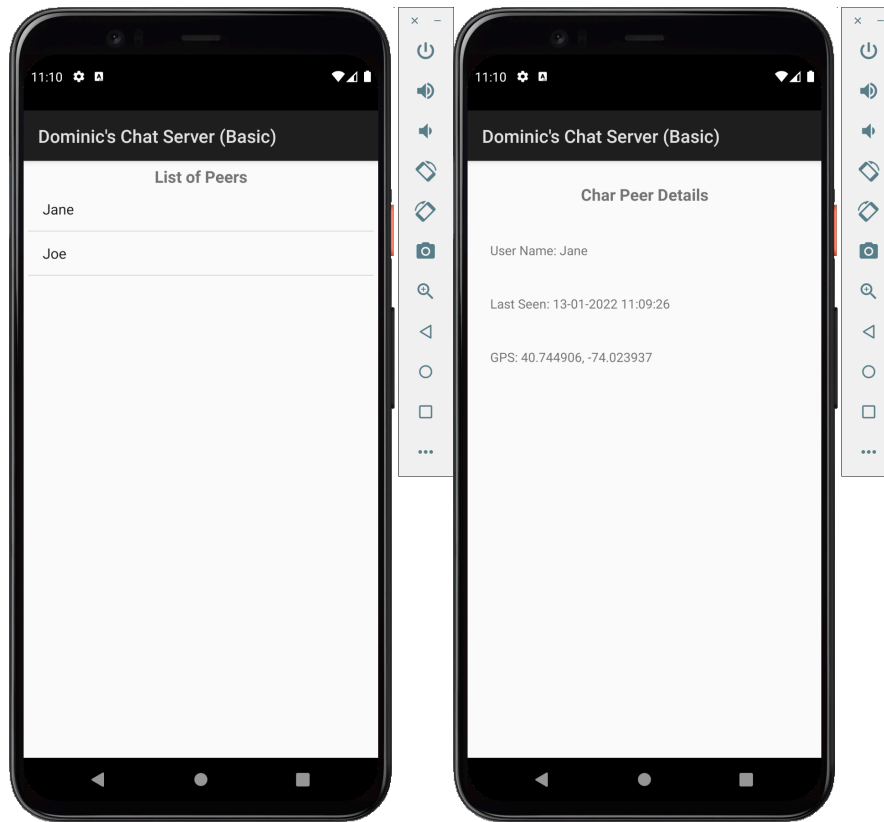 11:10
Dominic's Chat Server (Basic)
List of Peers
Jane
Joe
11:10
Dominic's Chat Server (Basic)
Char Peer Details
User Name: Jane
Last Seen: 13-01-2022 11:09:26
GPS: 40.744906, -74.023937